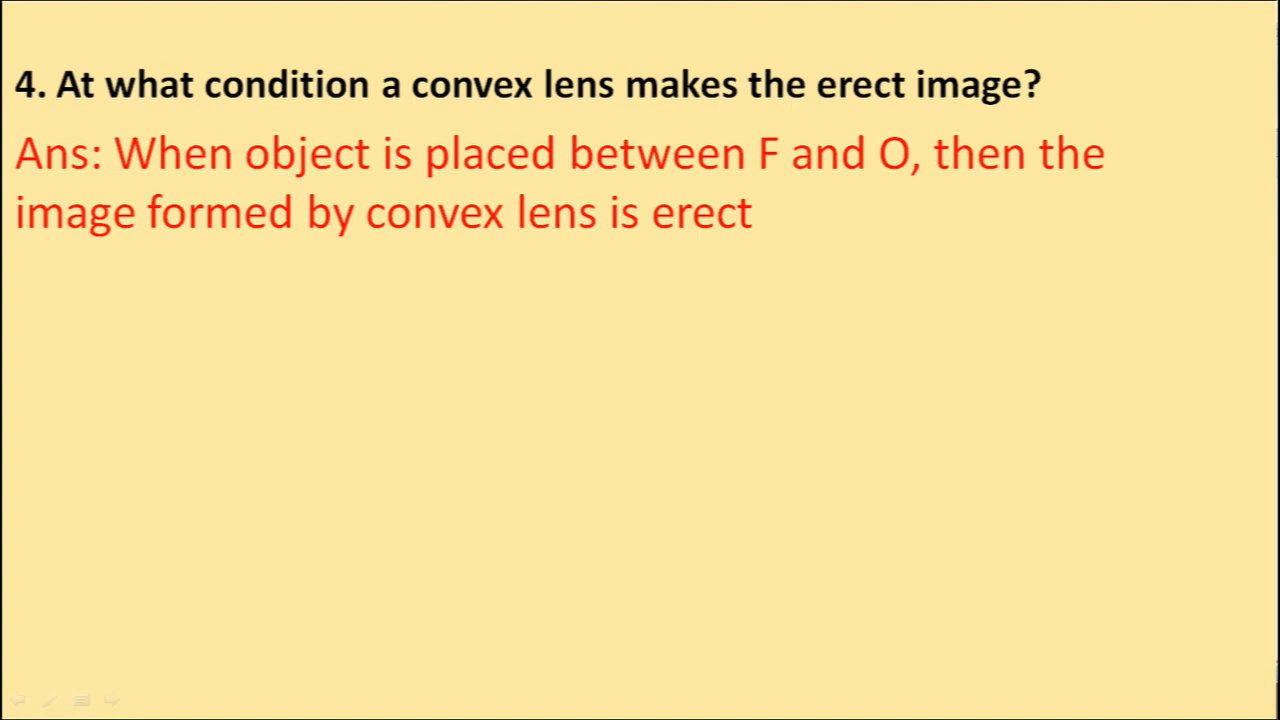 4. At what condition a convex lens makes the erect image?
Ans: When object is placed between F and O, then the
image formed by convex lens is erect